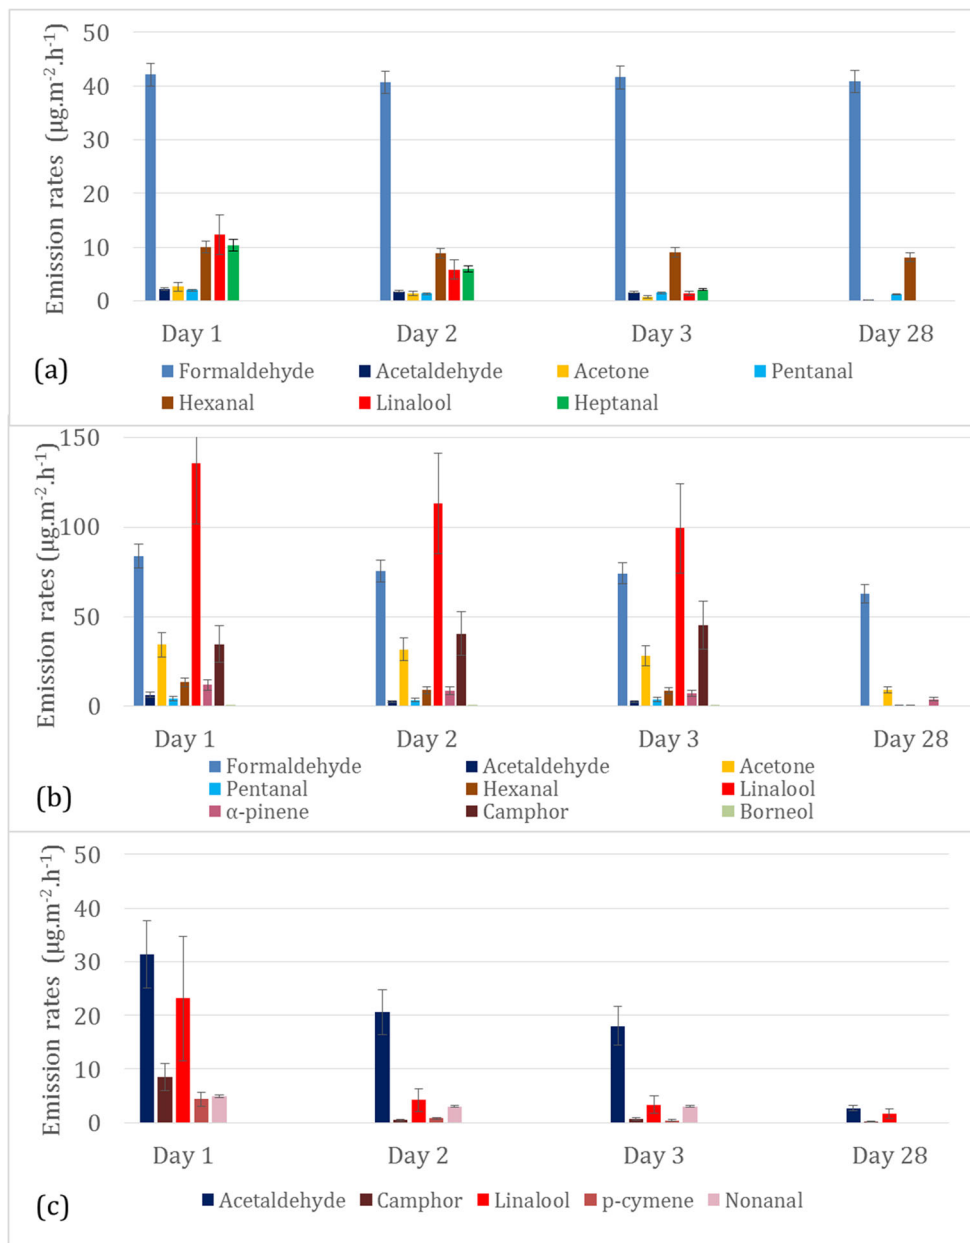 Emission rates (μg.m⁻².h⁻¹)
50
40
30
20
10
0
Day 1 Day 2 Day 3 Day 28
(a)
Formaldehyde Acetaldehyde Acetone Pentanal
Hexanal Linalool Heptanal
Emission rates (μg.m⁻².h⁻¹)
150
100
50
0
Day 1 Day 2 Day 3 Day 28
(b)
Formaldehyde Acetaldehyde Acetone
Pentanal Hexanal Linalool
α-pinene Camphor Borneol
Emission rates (μg.m⁻².h⁻¹)
50
40
30
20
10
0
Day 1 Day 2 Day 3 Day 28
(c)
Acetaldehyde Camphor Linalool p-cymene Nonanal